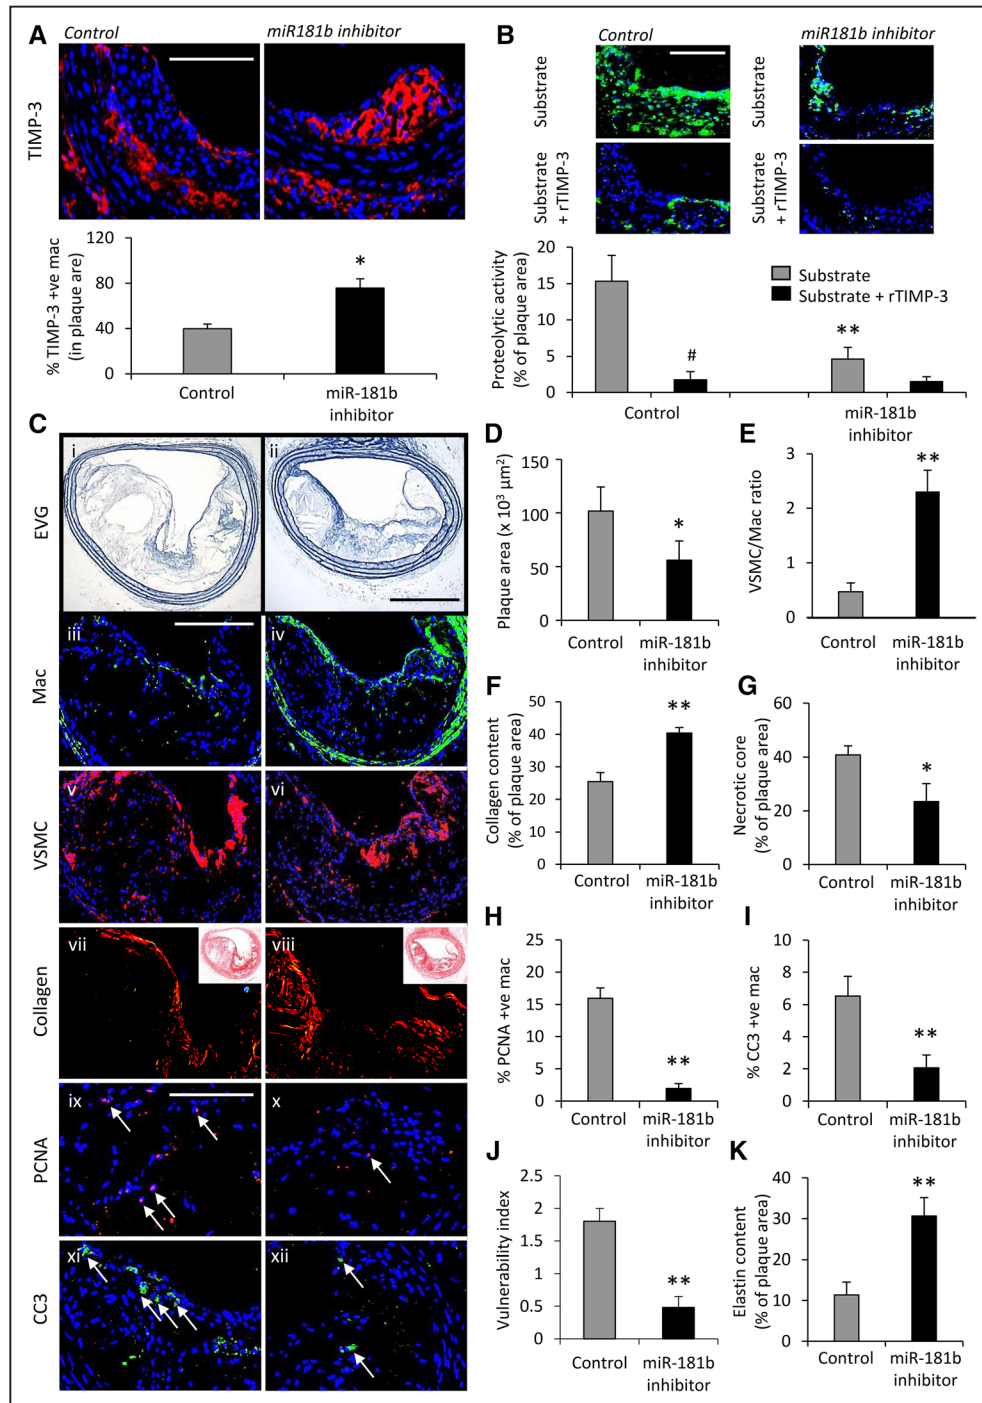 A
Control
miR181b inhibitor
TIMP-3
% TIMP-3 +ve mac
(in plaque are)
120
80
40
0
*
Control
miR-181b
inhibitor
B
Control
miR181b inhibitor
Substrate
Substrate
Substrate
+ rTIMP-3
Substrate
+ rTIMP-3
Proteolytic activity
(% of plaque area)
20
15
10
5
0
Substrate
Substrate + rTIMP-3
#
**
Control
miR-181b
inhibitor
C
EVG
i
ii
Mac
iii
iv
VSMC
v
vi
Collagen
vii
viii
PCNA
ix
x
CC3
xi
xii
D
Plaque area (x 10³ µm²)
150
100
50
0
*
Control
miR-181b
inhibitor
E
VSMC/Mac ratio
3
2
1
0
**
Control
miR-181b
inhibitor
F
Collagen content
(% of plaque area)
50
40
30
20
10
0
**
Control
miR-181b
inhibitor
G
Necrotic core
(% of plaque area)
60
40
20
0
*
Control
miR-181b
inhibitor
H
% PCNA +ve mac
25
20
15
10
5
0
**
Control
miR-181b
inhibitor
I
% CC3 +ve mac
8
6
4
2
0
**
Control
miR-181b
inhibitor
J
Vulnerability index
2.5
2
1.5
1
0.5
0
**
Control
miR-181b
inhibitor
K
Elastin content
(% of plaque area)
40
30
20
10
0
**
Control
miR-181b
inhibitor